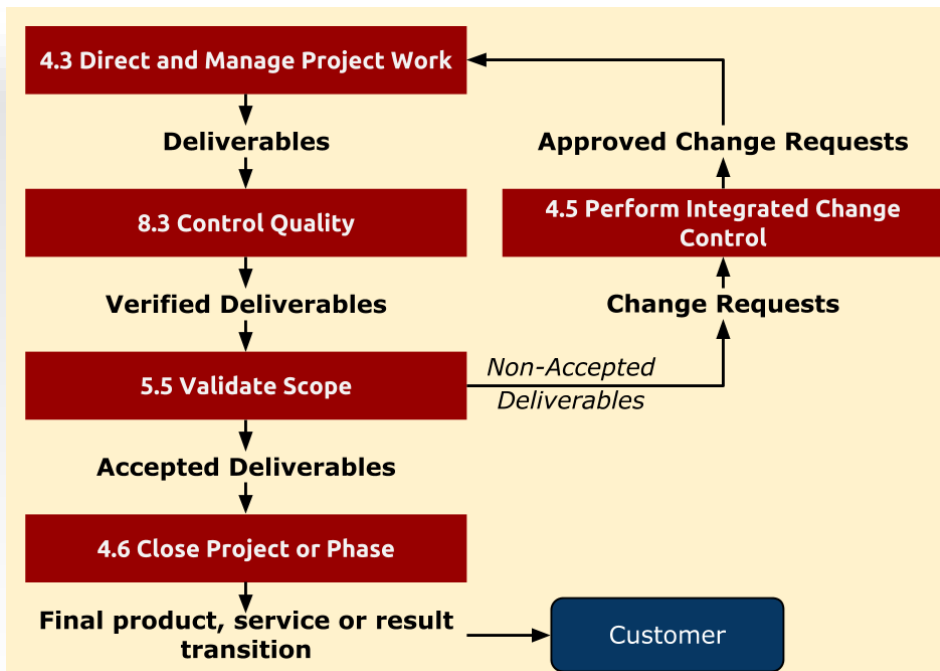 4.3 Direct and Manage Project Work
Deliverables
Approved Change Requests
8.3 Control Quality
4.5 Perform Integrated Change
Control
Verified Deliverables
Change Requests
5.5 Validate Scope
Non-Accepted
Deliverables
Accepted Deliverables
4.6 Close Project or Phase
Final product, service or result
transition
Customer